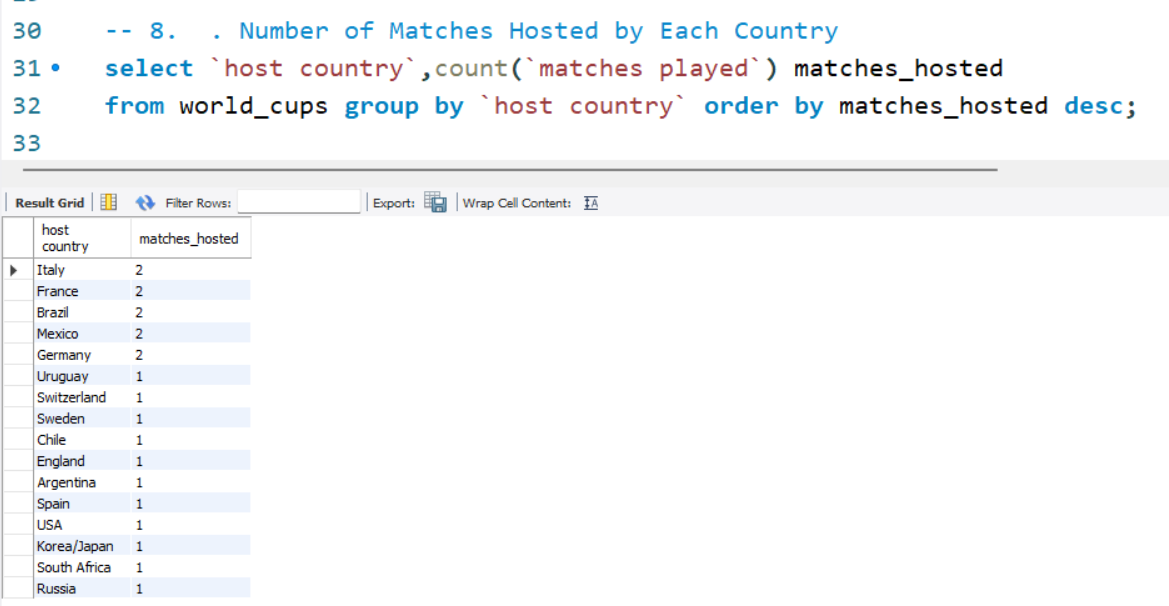 30 -- 8. . Number of Matches Hosted by Each Country
31 select `host country`,count(`matches played`) matches_hosted
32 from world_cups group by `host country` order by matches_hosted desc;
33
Result Grid Filter Rows: Export: Wrap Cell Content: IA
host country matches_hosted
Italy 2
France 2
Brazil 2
Mexico 2
Germany 2
Uruguay 1
Switzerland 1
Sweden 1
Chile 1
England 1
Argentina 1
Spain 1
USA 1
Korea/Japan 1
South Africa 1
Russia 1